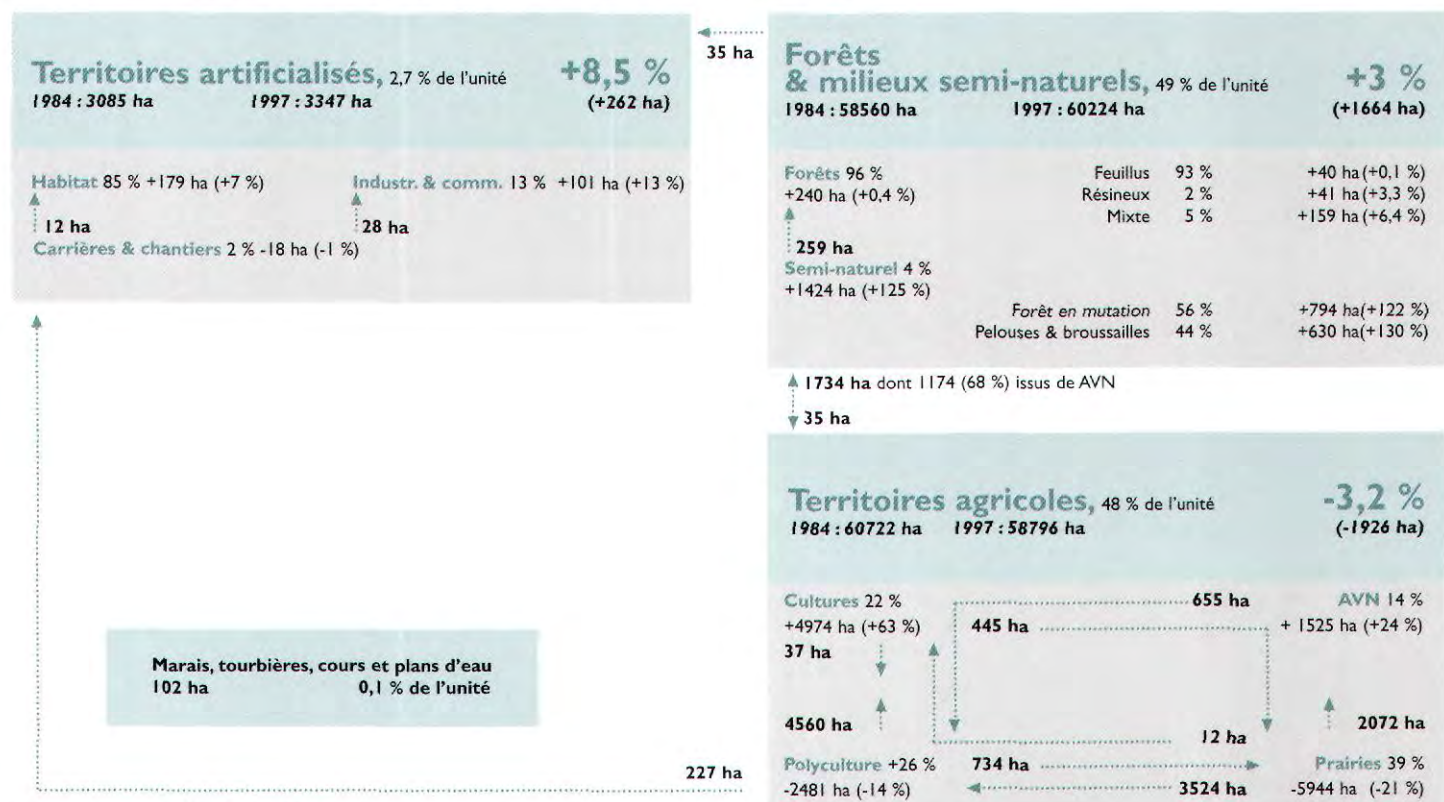 Territoires artificialisés, 2,7 % de l'unité +8,5 %
1984 : 3085 ha 1997 : 3347 ha (+262 ha)
Habitat 85 % +179 ha (+7 %) Industr. & comm. 13 % +101 ha (+13 %)
12 ha 28 ha
Carrières & chantiers 2 % -18 ha (-1 %)
35 ha
Forêts
& milieux semi-naturels, 49 % de l'unité +3 %
1984 : 58560 ha 1997 : 60224 ha (+1664 ha)
Forêts 96 % Feuillus 93 % +40 ha (+0,1 %)
+240 ha (+0,4 %) Résineux 2 % +41 ha (+3,3 %)
Mixte 5 % +159 ha (+6,4 %)
259 ha
Semi-naturel 4 %
+1424 ha (+125 %)
Forêt en mutation 56 % +794 ha(+122 %)
Pelouses & broussailles 44 % +630 ha(+130 %)
1734 ha dont 1174 (68 %) issus de AVN
35 ha
Territoires agricoles, 48 % de l'unité -3,2 %
1984 : 60722 ha 1997 : 58796 ha (-1926 ha)
Cultures 22 % 655 ha AVN 14 %
+4974 ha (+63 %) 445 ha + 1525 ha (+24 %)
37 ha
4560 ha 2072 ha
12 ha
Polyculture +26 % 734 ha Prairies 39 %
-2481 ha (-14 %) 3524 ha -5944 ha (-21 %)
Marais, tourbières, cours et plans d'eau
102 ha 0,1 % de l'unité
227 ha